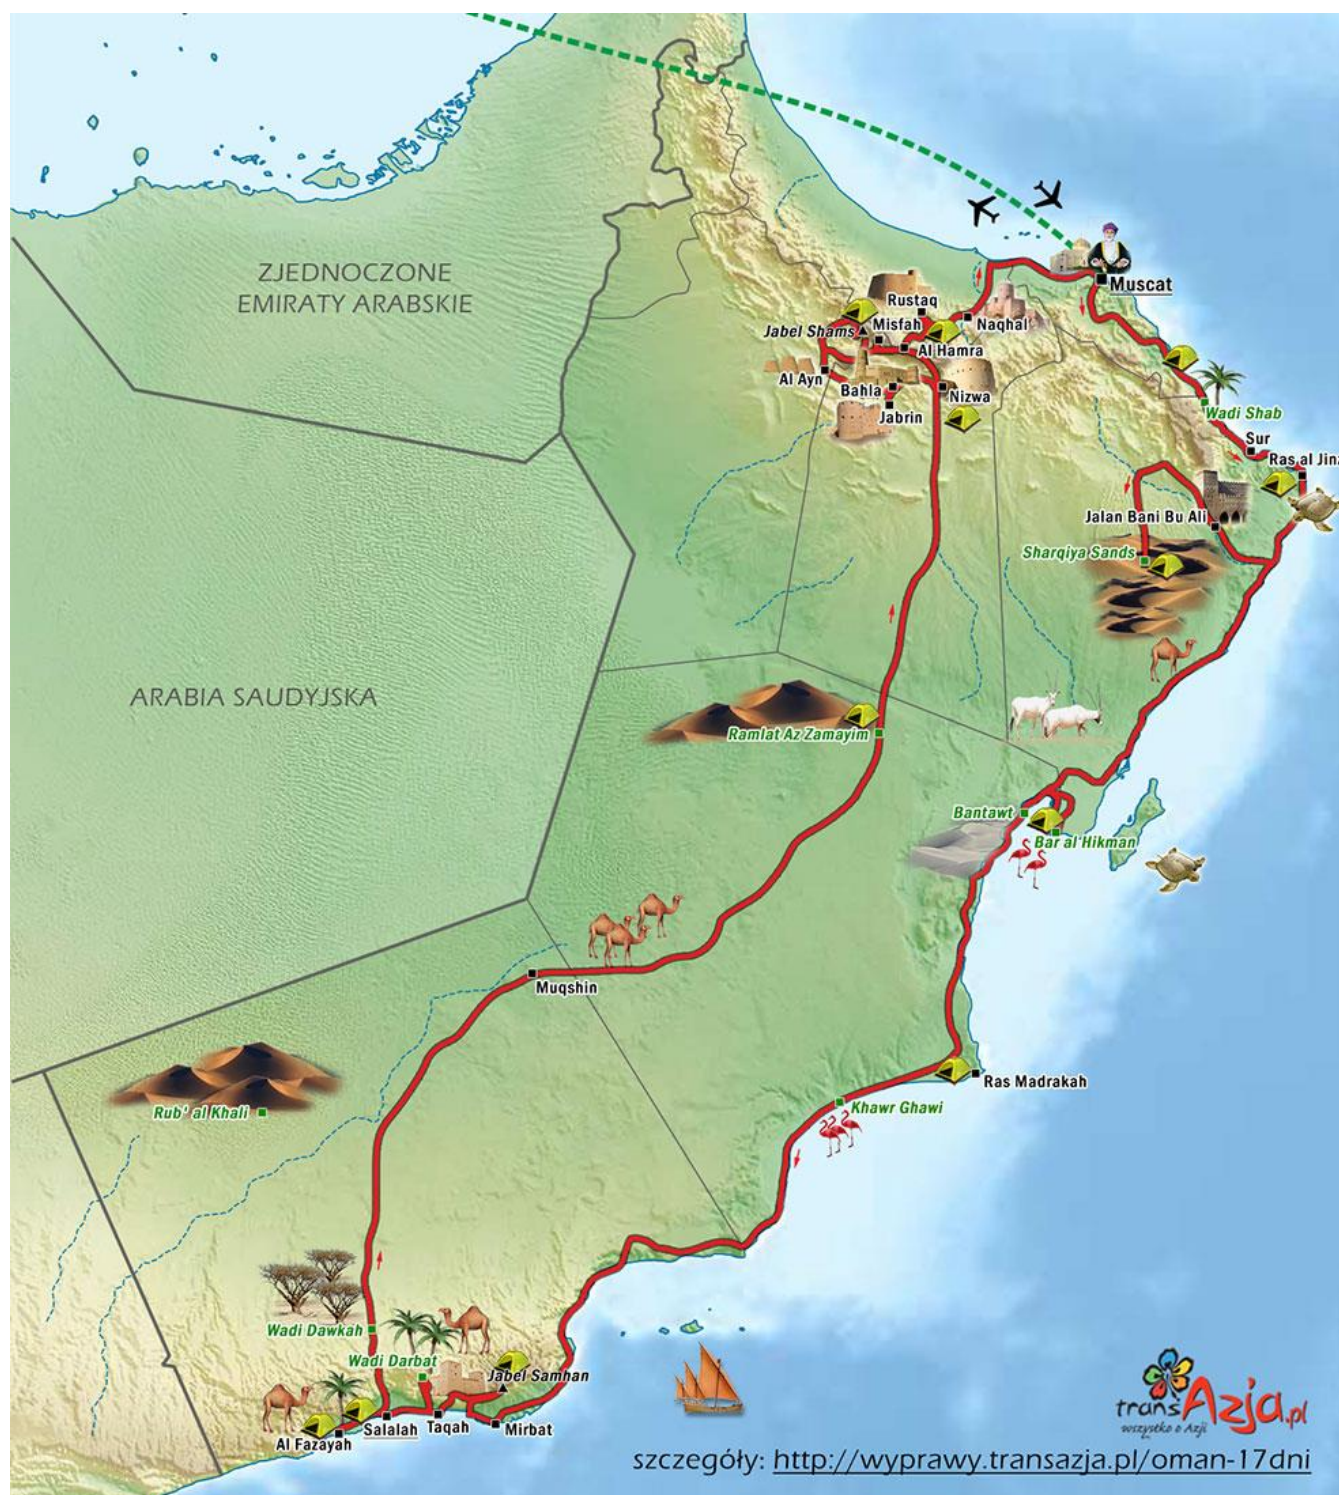 ZJEDNOCZONE
EMIRATY ARABSKIE
Muscat
Rustaq
Naqhal
Jabel Shams
Misfah
Al Hamra
Al Ayn
Bahla
Nizwa
Jabrin
Wadi Shab
Sur
Ras al Jinz
Jalan Bani Bu Ali
Sharqiya Sands
ARABIA SAUDYJSKA
Ramlat Az Zamayim
Bantawt
Bar al Hikman
Muqshin
Ras Madrakah
Khawr Ghawi
Rub' al Khali
Wadi Dawkah
Wadi Darbat
Jabel Samhan
Salalah
Taqah
Mirbat
Al Fazayah
transAzja.pl
wszystko o Azji
szczegóły: http://wyprawy.transazja.pl/oman-17dni